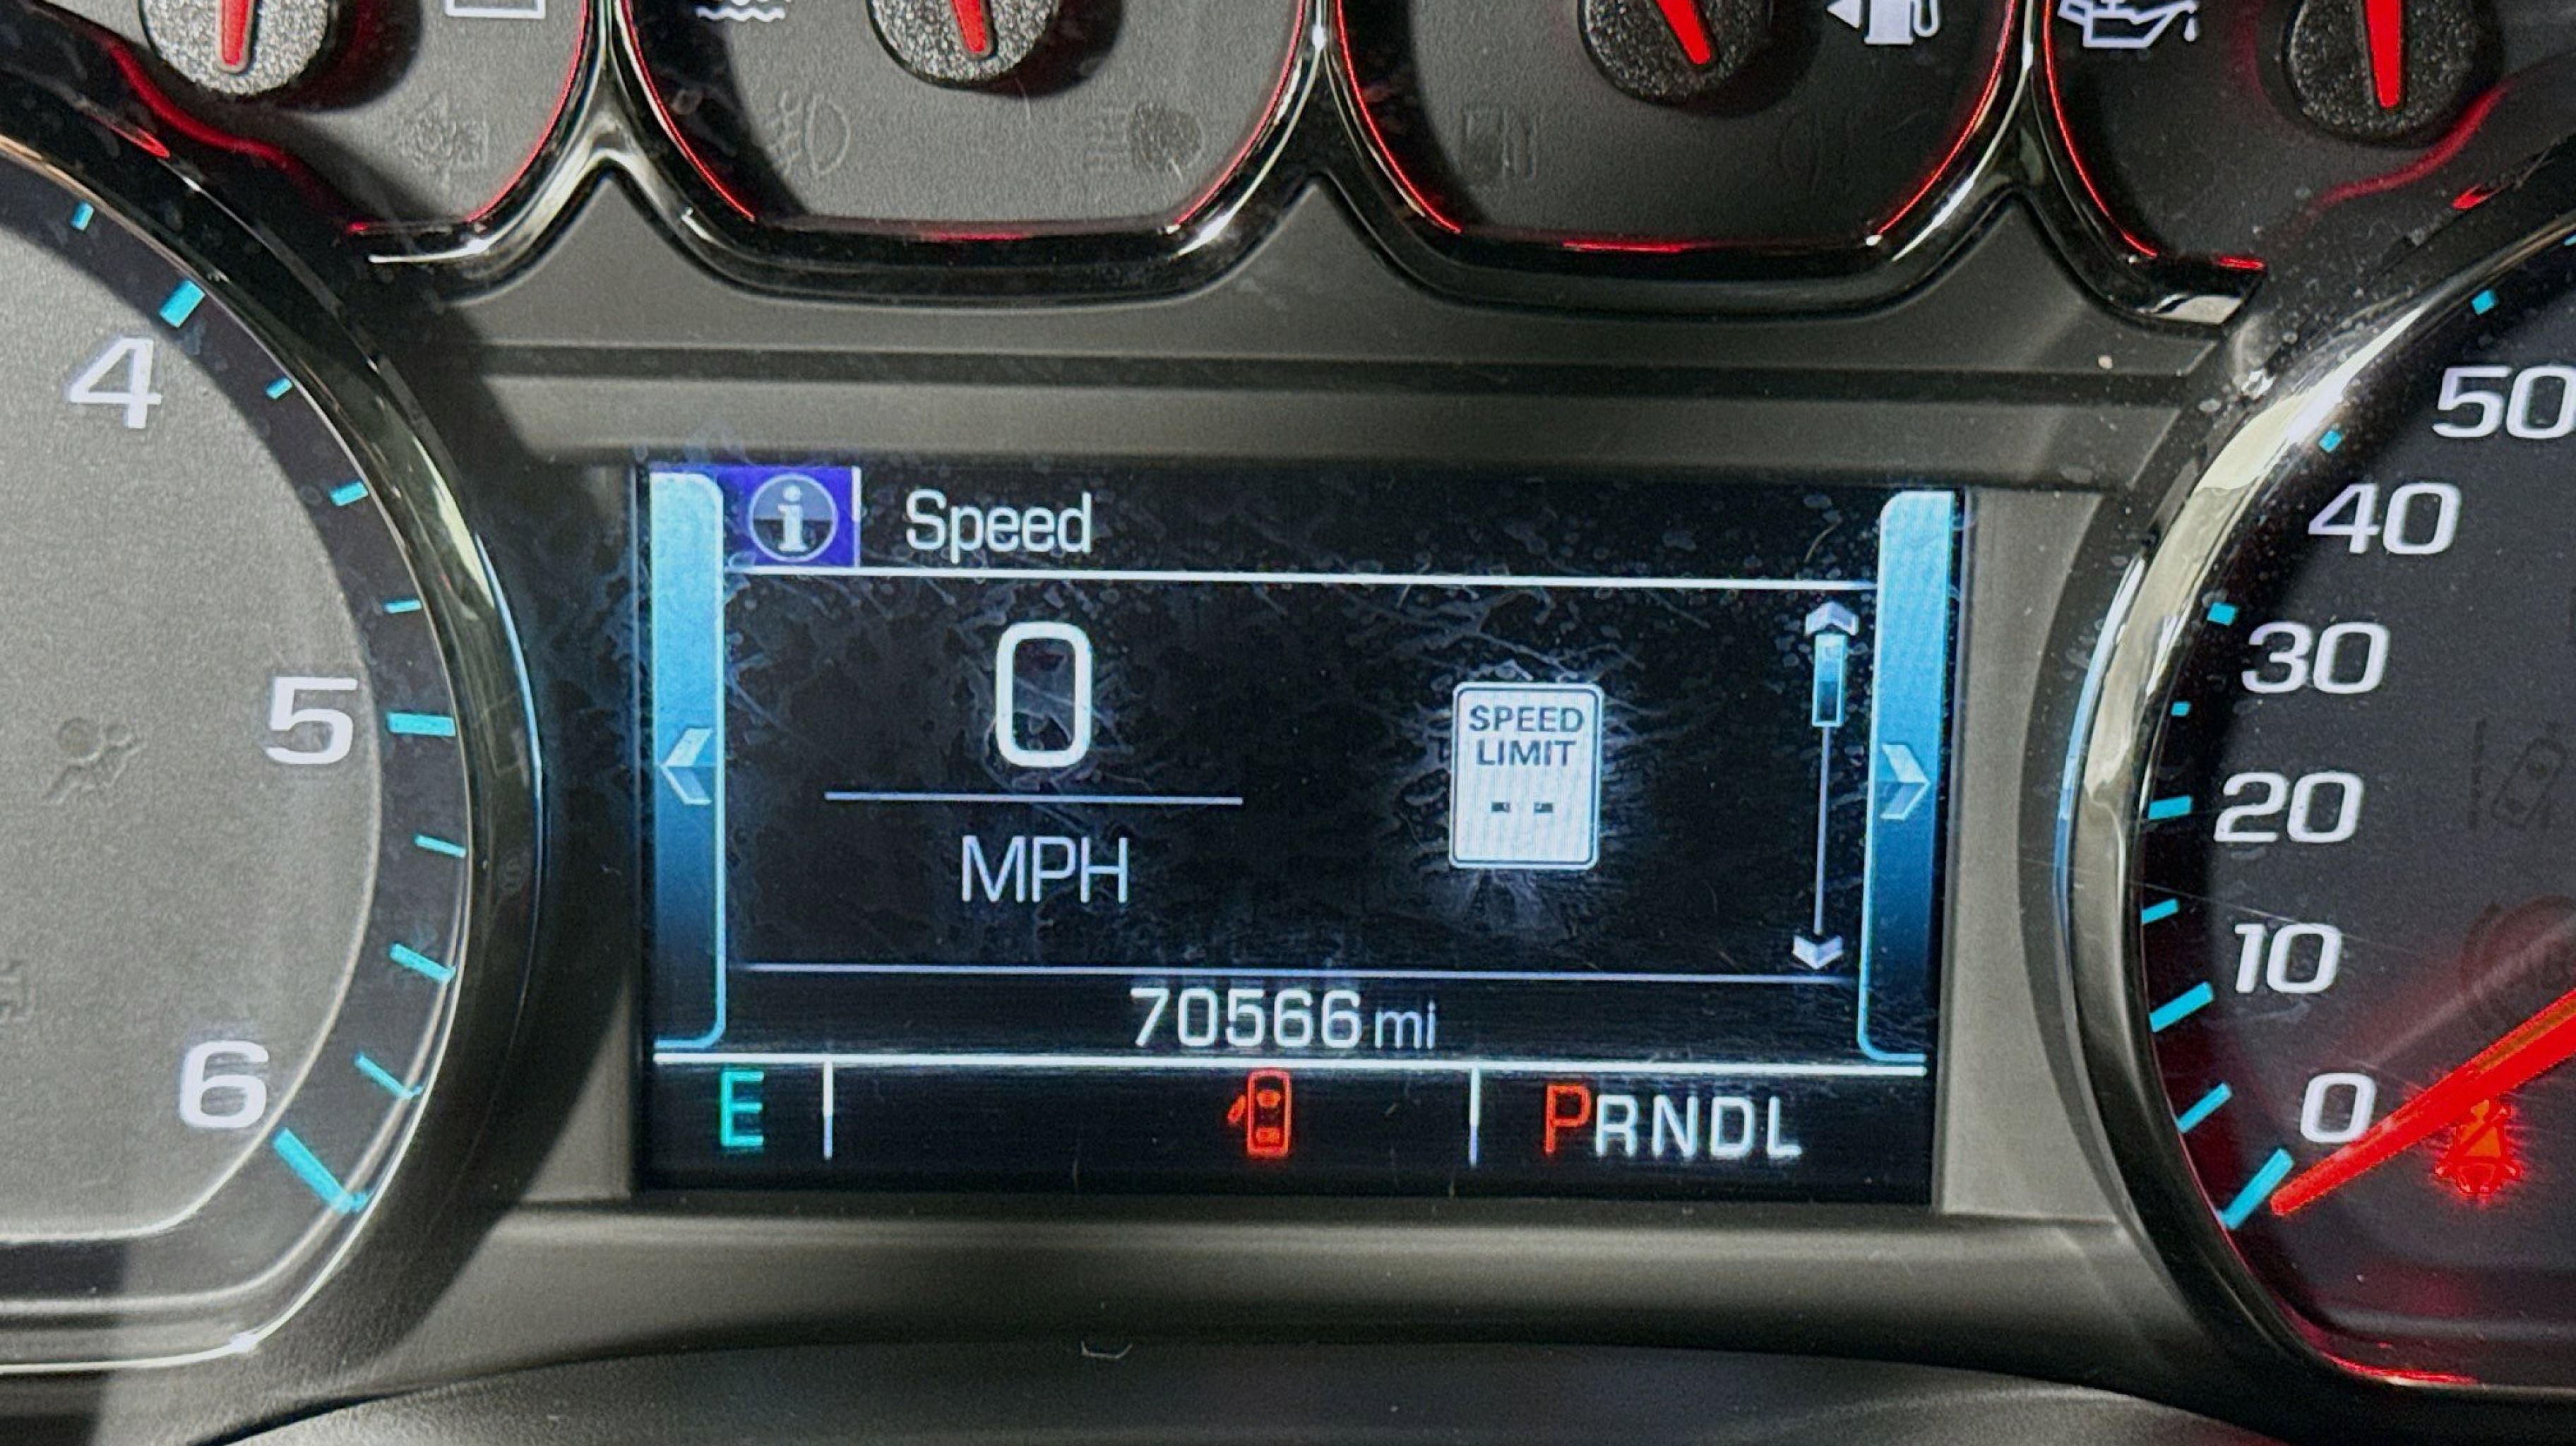 4
5
6
Speed
0
MPH
SPEED
LIMIT
--
70566 mi
E
PRNDL
50
40
30
20
10
0